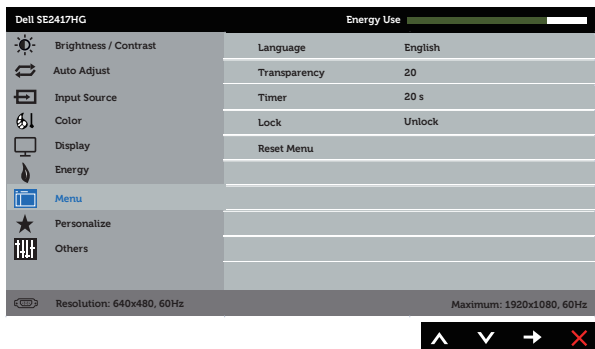 Dell SE2417HG Energy Use
Brightness / Contrast Language English
Auto Adjust Transparency 20
Input Source Timer 20 s
Color Lock Unlock
Display Reset Menu
Energy
Menu
Personalize
Others
Resolution: 640x480, 60Hz Maximum: 1920x1080, 60Hz